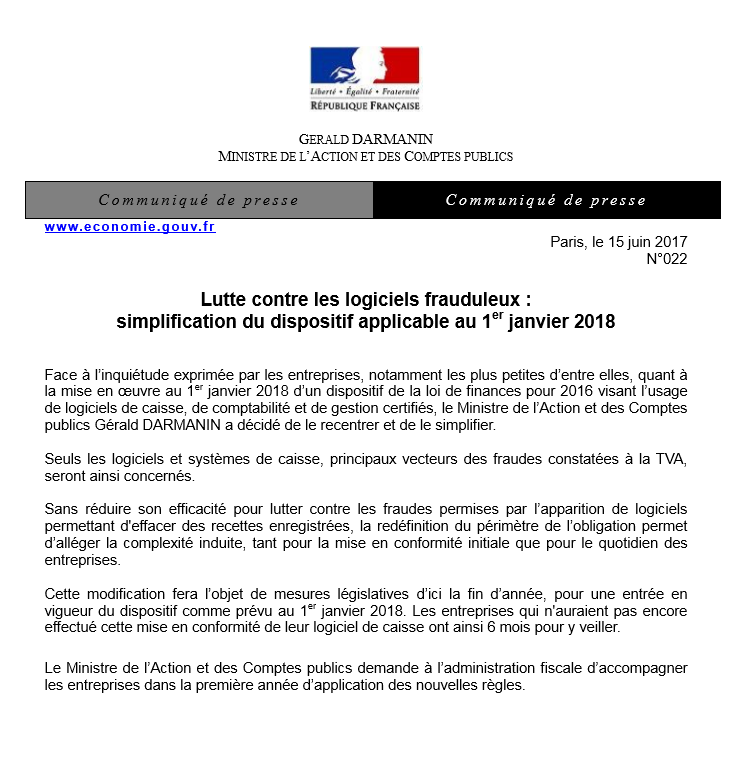 Liberté • Égalité • Fraternité
RÉPUBLIQUE FRANÇAISE
GERALD DARMANIN
MINISTRE DE L’ACTION ET DES COMPTES PUBLICS
Communiqué de presse
Communiqué de presse
www.economie.gouv.fr
Paris, le 15 juin 2017
N°022
Lutte contre les logiciels frauduleux :
simplification du dispositif applicable au 1er janvier 2018
Face à l’inquiétude exprimée par les entreprises, notamment les plus petites d’entre elles, quant à
la mise en œuvre au 1er janvier 2018 d’un dispositif de la loi de finances pour 2016 visant l’usage
de logiciels de caisse, de comptabilité et de gestion certifiés, le Ministre de l’Action et des Comptes
publics Gérald DARMANIN a décidé de le recentrer et de le simplifier.
Seuls les logiciels et systèmes de caisse, principaux vecteurs des fraudes constatées à la TVA,
seront ainsi concernés.
Sans réduire son efficacité pour lutter contre les fraudes permises par l’apparition de logiciels
permettant d'effacer des recettes enregistrées, la redéfinition du périmètre de l’obligation permet
d’alléger la complexité induite, tant pour la mise en conformité initiale que pour le quotidien des
entreprises.
Cette modification fera l’objet de mesures législatives d’ici la fin d’année, pour une entrée en
vigueur du dispositif comme prévu au 1er janvier 2018. Les entreprises qui n'auraient pas encore
effectué cette mise en conformité de leur logiciel de caisse ont ainsi 6 mois pour y veiller.
Le Ministre de l’Action et des Comptes publics demande à l’administration fiscale d’accompagner
les entreprises dans la première année d’application des nouvelles règles.